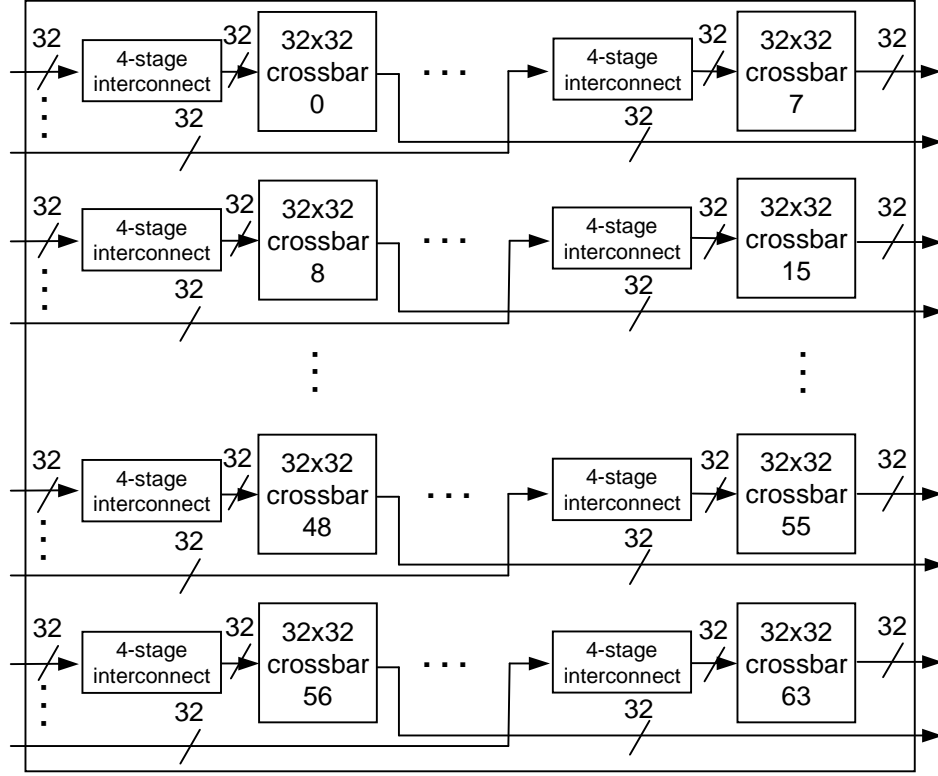 32
4-stage
interconnect
32
32x32
crossbar
0
. . .
4-stage
interconnect
32
32x32
crossbar
7
32
32
32
32
4-stage
interconnect
32
32x32
crossbar
8
. . .
4-stage
interconnect
32
32x32
crossbar
15
32
32
32
32
4-stage
interconnect
32
32x32
crossbar
48
. . .
4-stage
interconnect
32
32x32
crossbar
55
32
32
32
32
4-stage
interconnect
32
32x32
crossbar
56
. . .
4-stage
interconnect
32
32x32
crossbar
63
32
32
32